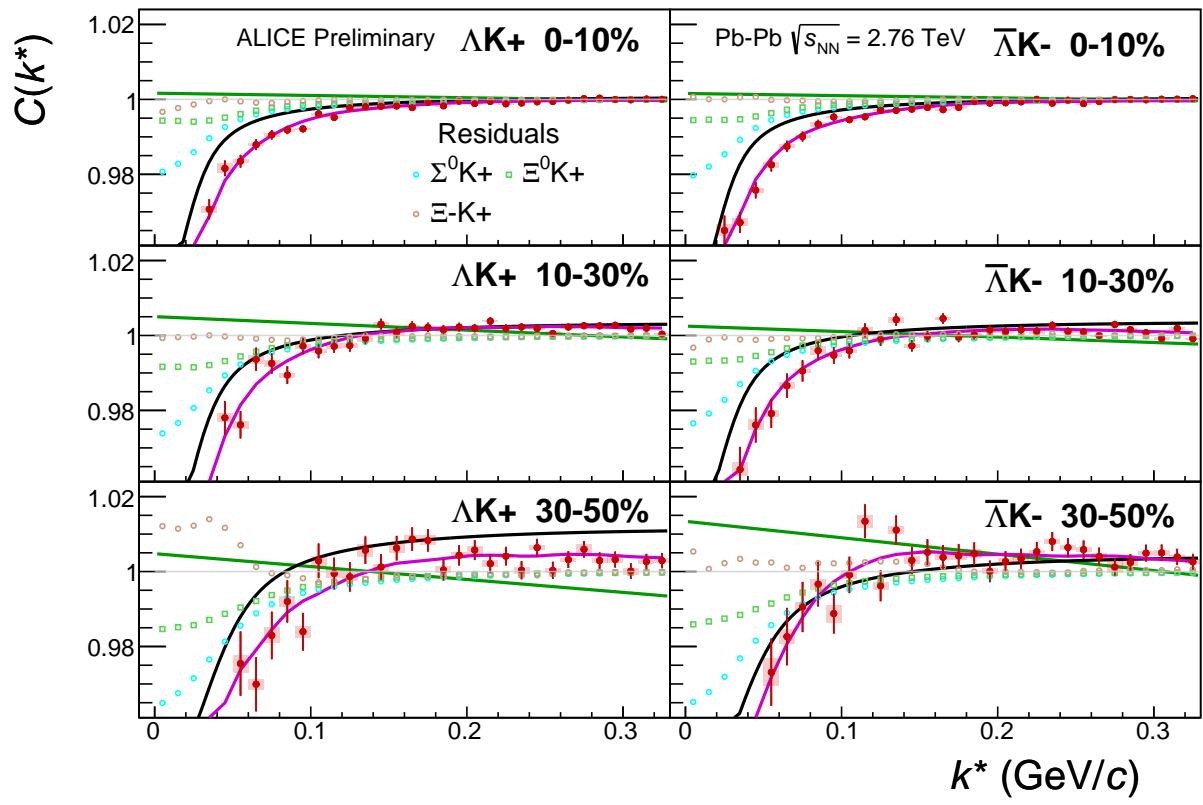 C(k*)
1.02
1
0.98
ALICE Preliminary
ΛK+ 0-10%
Residuals
Σ⁰K+
Ξ⁰K+
Ξ-K+
Pb-Pb √s_NN = 2.76 TeV
Λ̅K- 0-10%
1.02
1
0.98
ΛK+ 10-30%
Λ̅K- 10-30%
1.02
1
0.98
ΛK+ 30-50%
Λ̅K- 30-50%
0 0.1 0.2 0.3
0 0.1 0.2 0.3
k* (GeV/c)